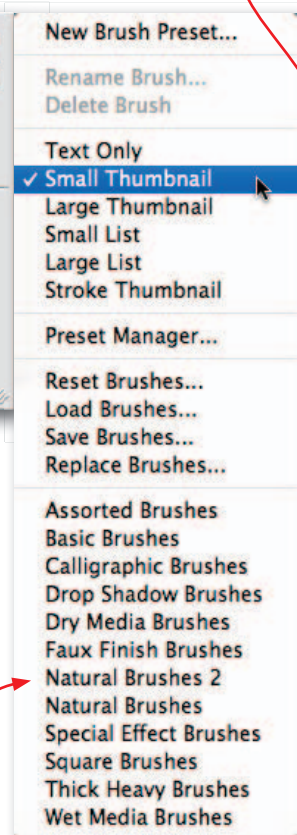 New Brush Preset...
Rename Brush...
Delete Brush
Text Only
✓ Small Thumbnail
Large Thumbnail
Small List
Large List
Stroke Thumbnail
Preset Manager...
Reset Brushes...
Load Brushes...
Save Brushes...
Replace Brushes...
Assorted Brushes
Basic Brushes
Calligraphic Brushes
Drop Shadow Brushes
Dry Media Brushes
Faux Finish Brushes
Natural Brushes 2
Natural Brushes
Special Effect Brushes
Square Brushes
Thick Heavy Brushes
Wet Media Brushes